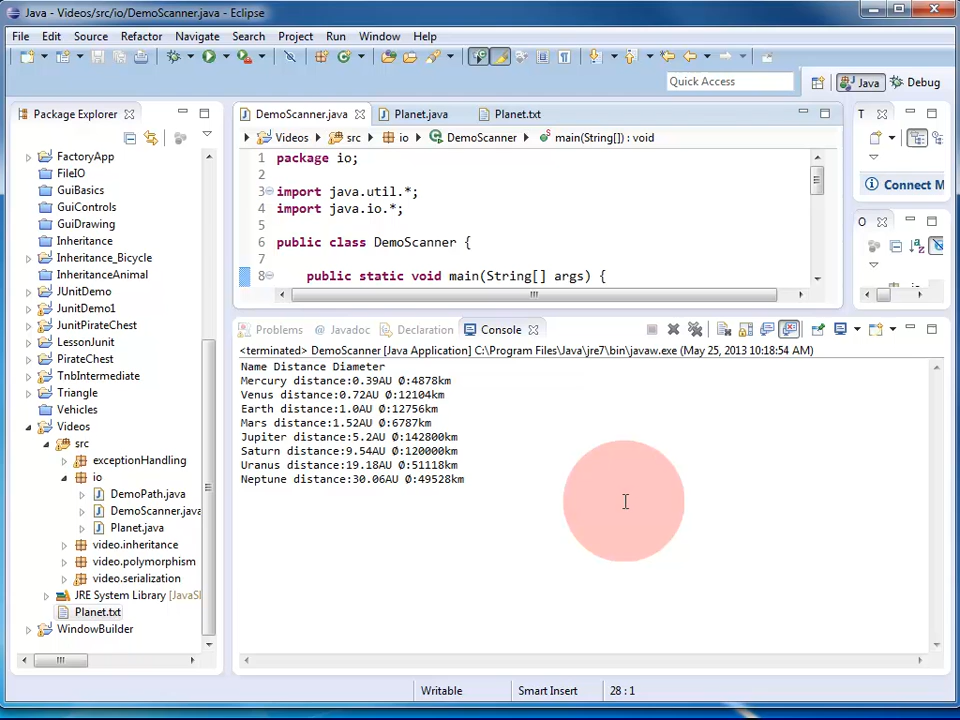 Java - Videos/src/io/DemoScanner.java - Eclipse
File Edit Source Refactor Navigate Search Project Run Window Help
Quick Access
Java
Debug
Package Explorer
FactoryApp
FileIO
GuiBasics
GuiControls
GuiDrawing
Inheritance
Inheritance_Bicycle
InheritanceAnimal
JUnitDemo
JunitDemo1
JunitPirateChest
LessonJunit
PirateChest
TnbIntermediate
Triangle
Vehicles
Videos
src
exceptionHandling
io
DemoPath.java
DemoScanner.java
Planet.java
video.inheritance
video.polymorphism
video.serialization
JRE System Library [JavaS
Planet.txt
WindowBuilder
DemoScanner.java Planet.java Planet.txt
Videos src io DemoScanner main(String[]) : void
1 package io;
2
3 import java.util.*;
4 import java.io.*;
5
6 public class DemoScanner {
7
8 public static void main(String[] args) {
T
Connect M
O
Problems Javadoc Declaration Console
<terminated> DemoScanner [Java Application] C:\Program Files\Java\jre7\bin\javaw.exe (May 25, 2013 10:18:54 AM)
Name Distance Diameter
Mercury distance:0.39AU Ø:4878km
Venus distance:0.72AU Ø:12104km
Earth distance:1.0AU Ø:12756km
Mars distance:1.52AU Ø:6787km
Jupiter distance:5.2AU Ø:142800km
Saturn distance:9.54AU Ø:120000km
Uranus distance:19.18AU Ø:51118km
Neptune distance:30.06AU Ø:49528km
Writable Smart Insert 28 : 1